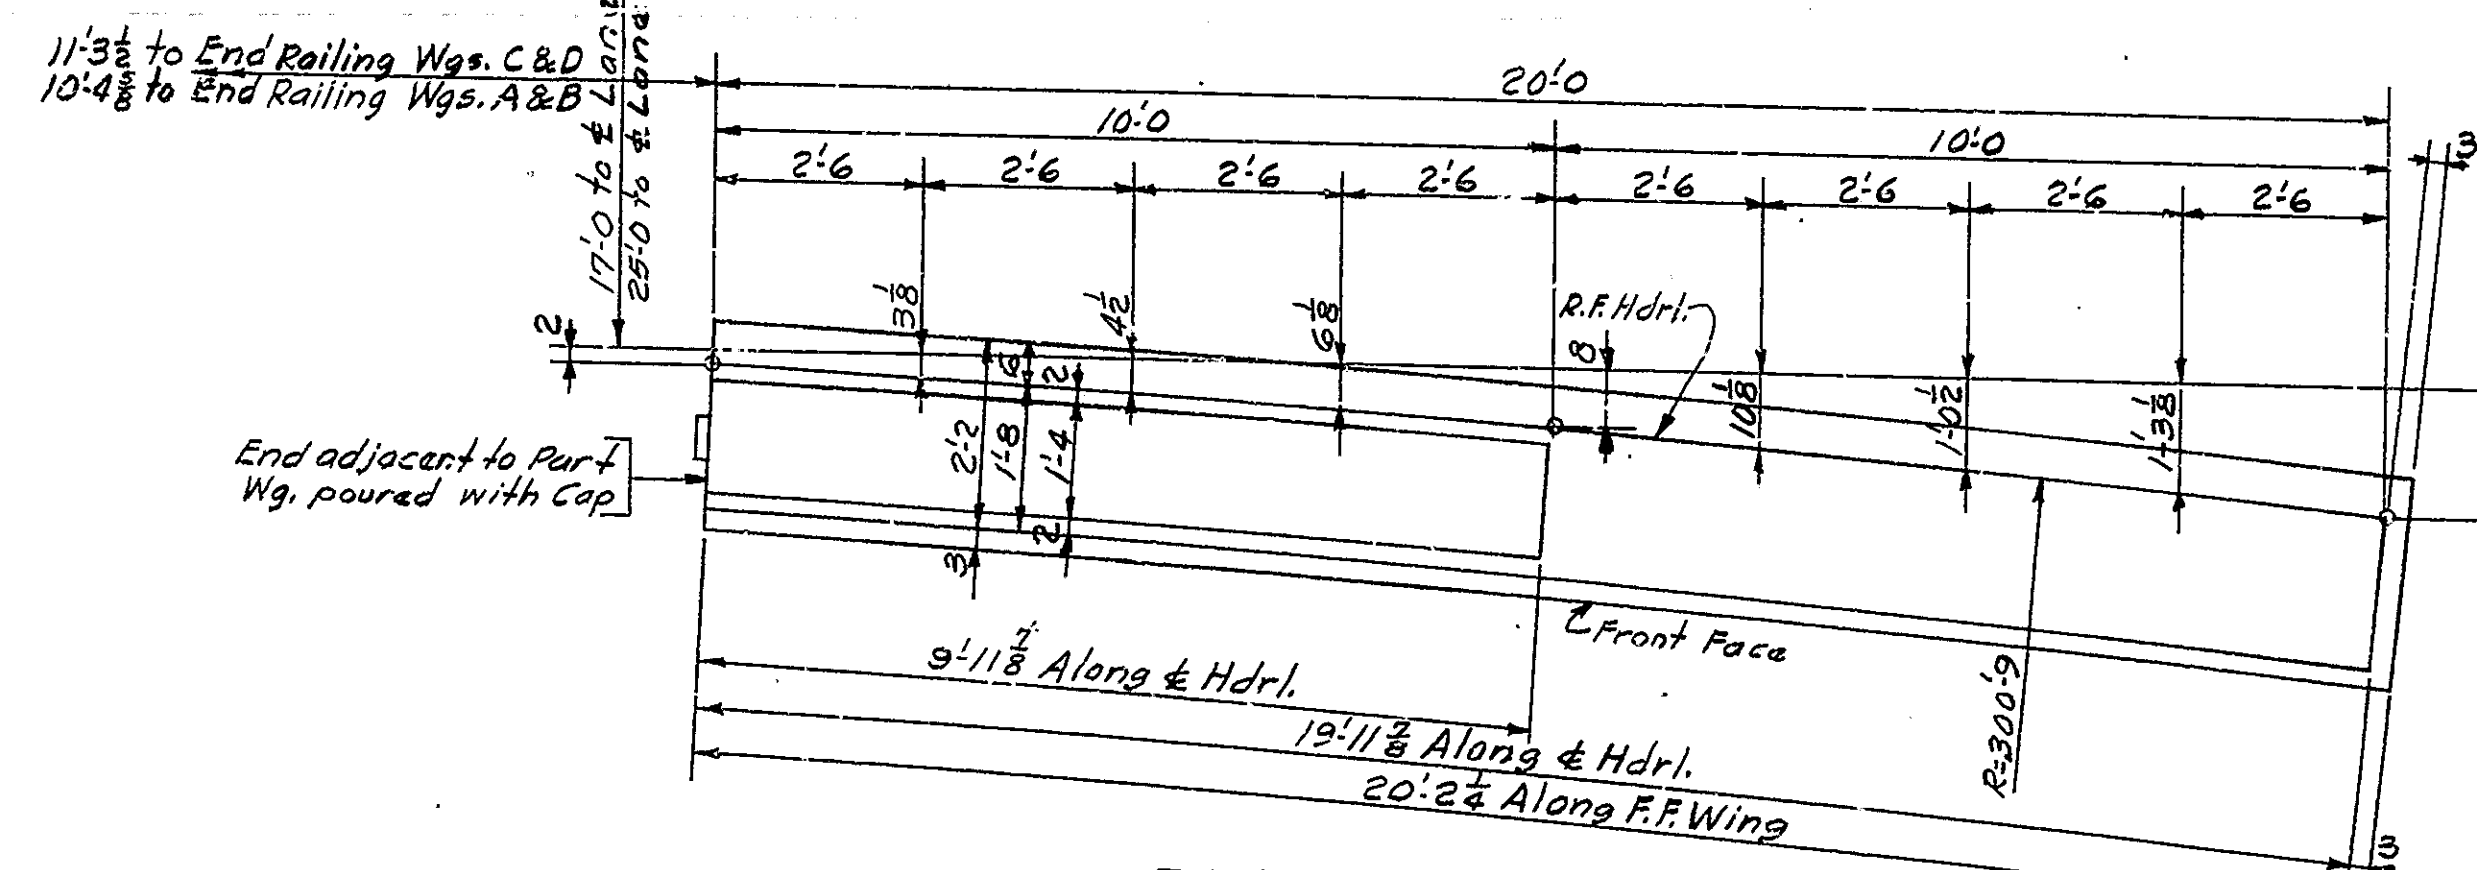 11'-3½ to End Railing Wgs. C & D
10'-4⅝ to End Railing Wgs. A & B
17'-0 to ℄
25'-0 to ℄ Lane
20'-0
10'-0
10'-0
3
2'-6
2'-6
2'-6
2'-6
2'-6
2'-6
2'-6
2'-6
2
3⅛
4½
6⅛
R.F. Hdrl.
8
10⅛
1'-0½
1'-3⅛
6
2
2'-2
1'-8
1'-4
2
3
End adjacent to Part
Wg. poured with Cap
Front Face
R=300'-9
9'-11⅞ Along ℄ Hdrl.
19'-11⅞ Along ℄ Hdrl.
20'-2¼ Along F.F. Wing
3